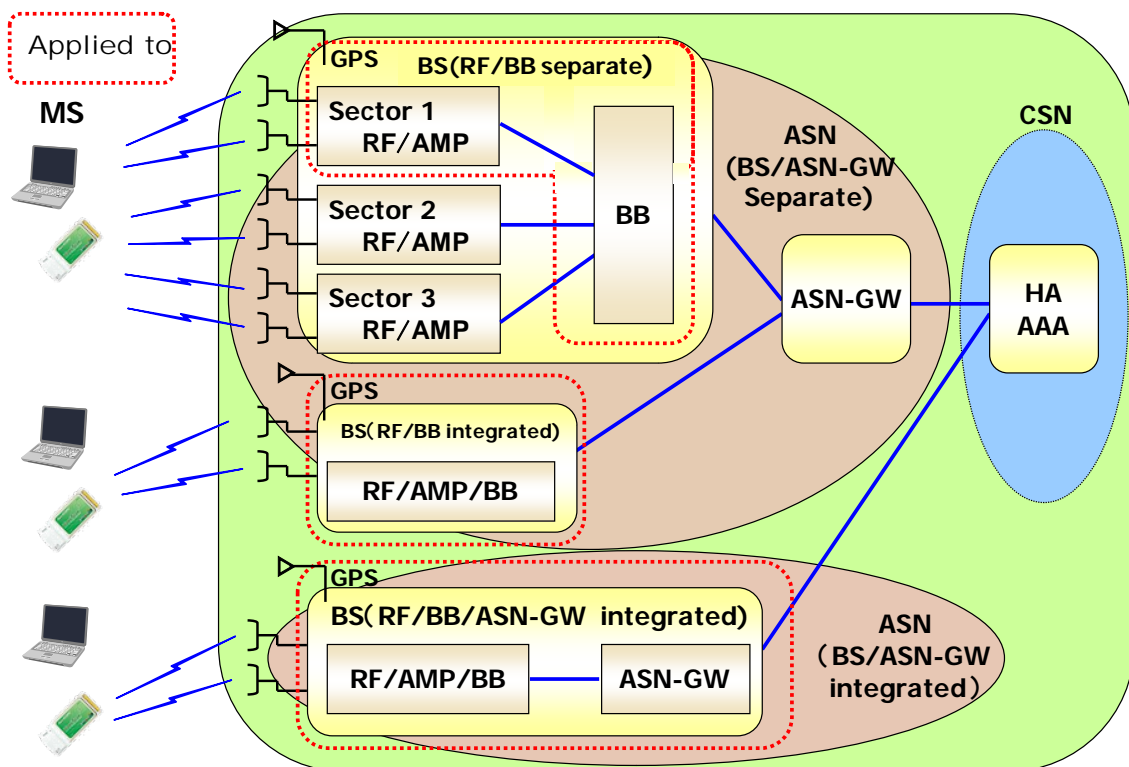 Applied to
MS
GPS
BS(RF/BB separate)
Sector 1
RF/AMP
Sector 2
RF/AMP
Sector 3
RF/AMP
BB
ASN
(BS/ASN-GW
Separate)
ASN-GW
CSN
HA
AAA
GPS
BS(RF/BB integrated)
RF/AMP/BB
GPS
BS(RF/BB/ASN-GW integrated)
RF/AMP/BB
ASN-GW
ASN
(BS/ASN-GW
integrated)